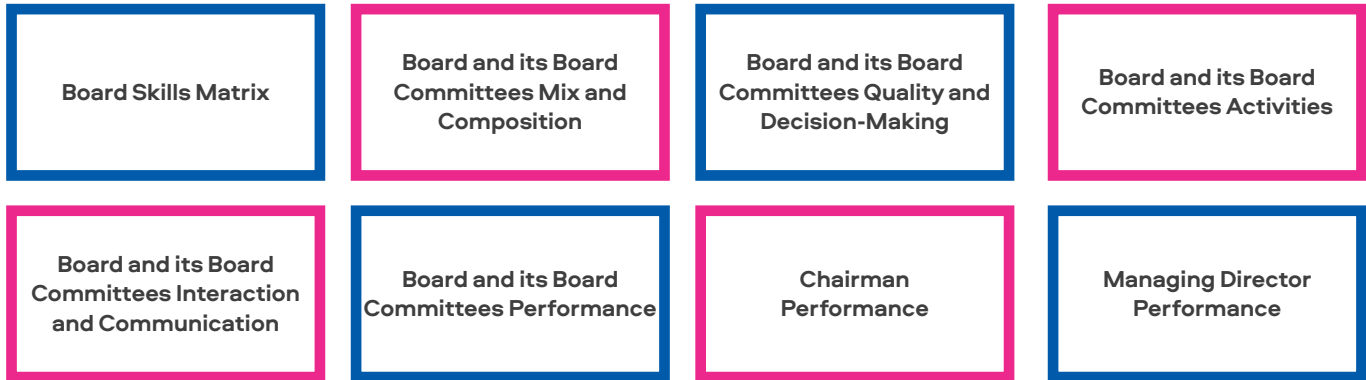 Board Skills Matrix
Board and its Board
Committees Mix and
Composition
Board and its Board
Committees Quality and
Decision-Making
Board and its Board
Committees Activities
Board and its Board
Committees Interaction
and Communication
Board and its Board
Committees Performance
Chairman
Performance
Managing Director
Performance